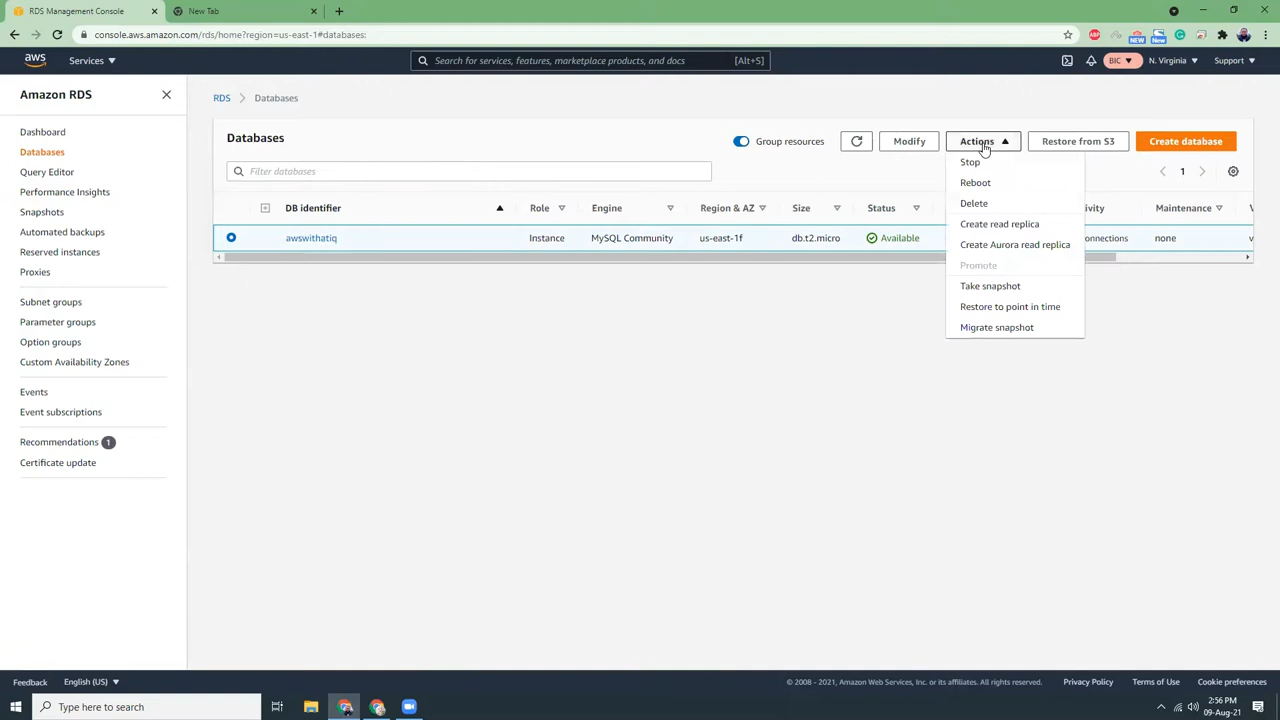 RDS Management Console
New Tab
console.aws.amazon.com/rds/home?region=us-east-1#databases:
ABP
NEW
New
aws
Services
Search for services, features, marketplace products, and docs
[Alt+S]
BIC
N. Virginia
Support
Amazon RDS
Dashboard
Databases
Query Editor
Performance Insights
Snapshots
Automated backups
Reserved instances
Proxies
Subnet groups
Parameter groups
Option groups
Custom Availability Zones
Events
Event subscriptions
Recommendations 1
Certificate update
RDS > Databases
Databases
Group resources
Modify
Actions
Restore from S3
Create database
Filter databases
1
Stop
Reboot
Delete
Create read replica
Create Aurora read replica
Promote
Take snapshot
Restore to point in time
Migrate snapshot
DB identifier Role Engine Region & AZ Size Status Maintenance
awswithatiq Instance MySQL Community us-east-1f db.t2.micro Available none
Feedback
English (US)
© 2008 - 2021, Amazon Web Services, Inc. or its affiliates. All rights reserved.
Privacy Policy
Terms of Use
Cookie preferences
Type here to search
2:56 PM
09-Aug-21